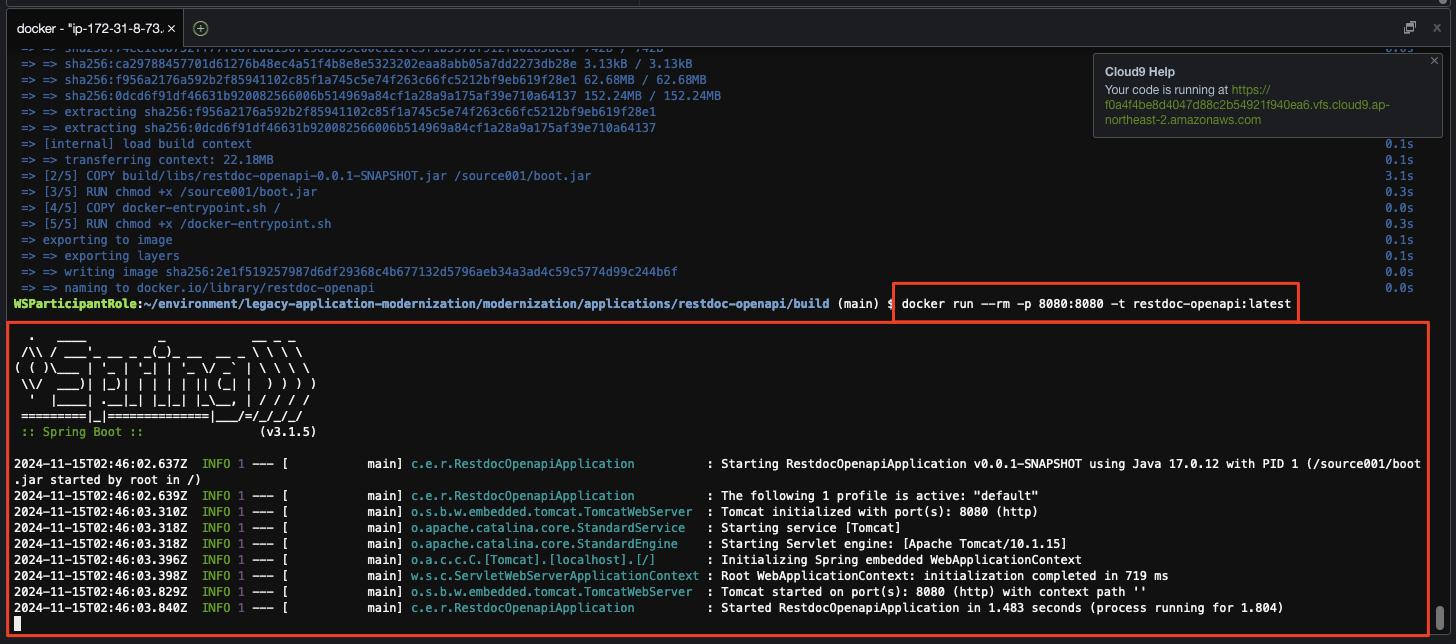 docker - "ip-172-31-8-73. ×
=> => sha256:ca29788457701d61276b48ec4a51f4b8e8e5323202eaa8abb05a7dd2273db28e 3.13kB / 3.13kB
=> => sha256:f956a2176a592b2f85941102c85f1a745c5e74f263c66fc5212bf9eb619f28e1 62.68MB / 62.68MB
=> => sha256:0dcd6f91df46631b920082566006b514969a84cf1a28a9a175af39e710a64137 152.24MB / 152.24MB
=> => extracting sha256:f956a2176a592b2f85941102c85f1a745c5e74f263c66fc5212bf9eb619f28e1
=> => extracting sha256:0dcd6f91df46631b920082566006b514969a84cf1a28a9a175af39e710a64137
Cloud9 Help
Your code is running at https://
f0a4f4be8d4047d88c2b54921f940ea6.vfs.cloud9.ap-
northeast-2.amazonaws.com
=> [internal] load build context 0.1s
=> => transferring context: 22.18MB 0.1s
=> [2/5] COPY build/libs/restdoc-openapi-0.0.1-SNAPSHOT.jar /source001/boot.jar 3.1s
=> [3/5] RUN chmod +x /source001/boot.jar 0.3s
=> [4/5] COPY docker-entrypoint.sh / 0.0s
=> [5/5] RUN chmod +x /docker-entrypoint.sh 0.3s
=> exporting to image 0.1s
=> => exporting layers 0.1s
=> => writing image sha256:2e1f519257987d6df29368c4b677132d5796aeb34a3ad4c59c5774d99c244b6f 0.0s
=> => naming to docker.io/library/restdoc-openapi 0.0s
WSParticipantRole:~/environment/legacy-application-modernization/modernization/applications/restdoc-openapi/build (main) $ docker run --rm -p 8080:8080 -t restdoc-openapi:latest
Spring
:: Spring Boot :: (v3.1.5)
2024-11-15T02:46:02.637Z INFO 1 --- [ main] c.e.r.RestdocOpenapiApplication : Starting RestdocOpenapiApplication v0.0.1-SNAPSHOT using Java 17.0.12 with PID 1 (/source001/boot
.jar started by root in /)
2024-11-15T02:46:02.639Z INFO 1 --- [ main] c.e.r.RestdocOpenapiApplication : The following 1 profile is active: "default"
2024-11-15T02:46:03.310Z INFO 1 --- [ main] o.s.b.w.embedded.tomcat.TomcatWebServer : Tomcat initialized with port(s): 8080 (http)
2024-11-15T02:46:03.318Z INFO 1 --- [ main] o.apache.catalina.core.StandardService : Starting service [Tomcat]
2024-11-15T02:46:03.318Z INFO 1 --- [ main] o.apache.catalina.core.StandardEngine : Starting Servlet engine: [Apache Tomcat/10.1.15]
2024-11-15T02:46:03.396Z INFO 1 --- [ main] o.a.c.c.C.[Tomcat].[localhost].[/] : Initializing Spring embedded WebApplicationContext
2024-11-15T02:46:03.398Z INFO 1 --- [ main] w.s.c.ServletWebServerApplicationContext : Root WebApplicationContext: initialization completed in 719 ms
2024-11-15T02:46:03.829Z INFO 1 --- [ main] o.s.b.w.embedded.tomcat.TomcatWebServer : Tomcat started on port(s): 8080 (http) with context path ''
2024-11-15T02:46:03.840Z INFO 1 --- [ main] c.e.r.RestdocOpenapiApplication : Started RestdocOpenapiApplication in 1.483 seconds (process running for 1.804)